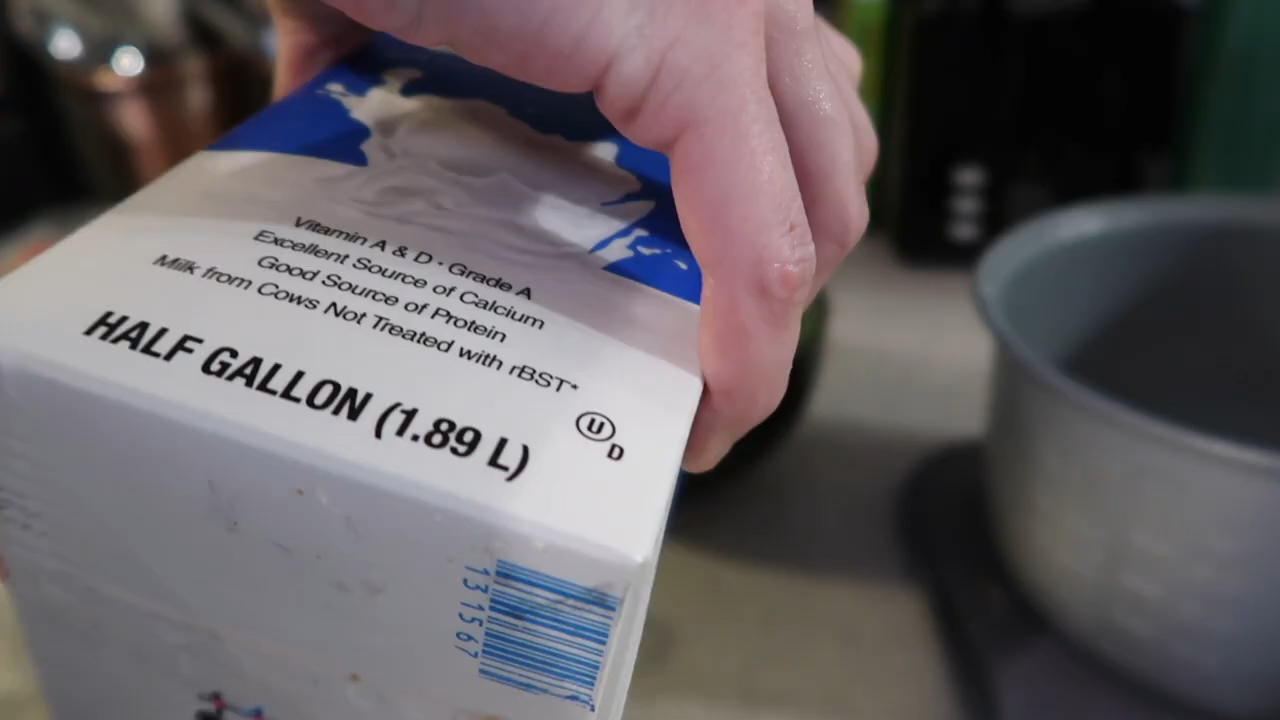 Vitamin A & D · Grade A
Excellent Source of Calcium
Good Source of Protein
Milk from Cows Not Treated with rBST*
HALF GALLON (1.89 L)
U
D
131567